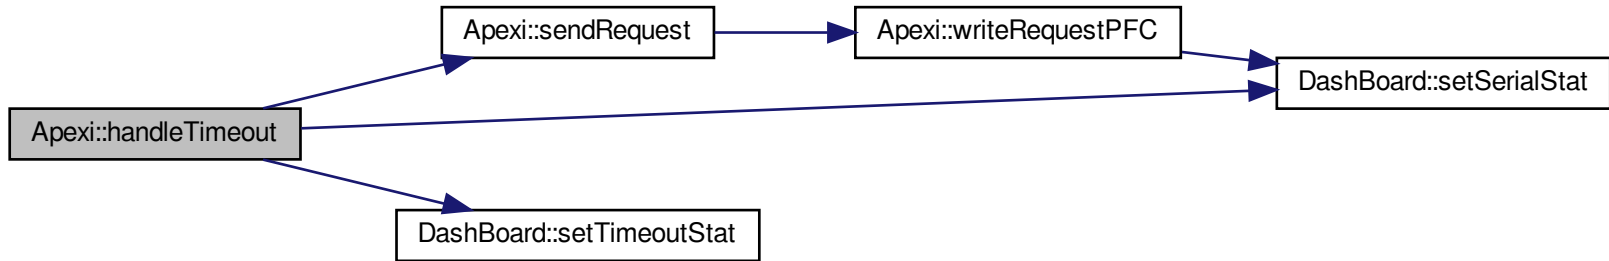 Apexi::sendRequest
Apexi::writeRequestPFC
DashBoard::setSerialStat
Apexi::handleTimeout
DashBoard::setTimeoutStat